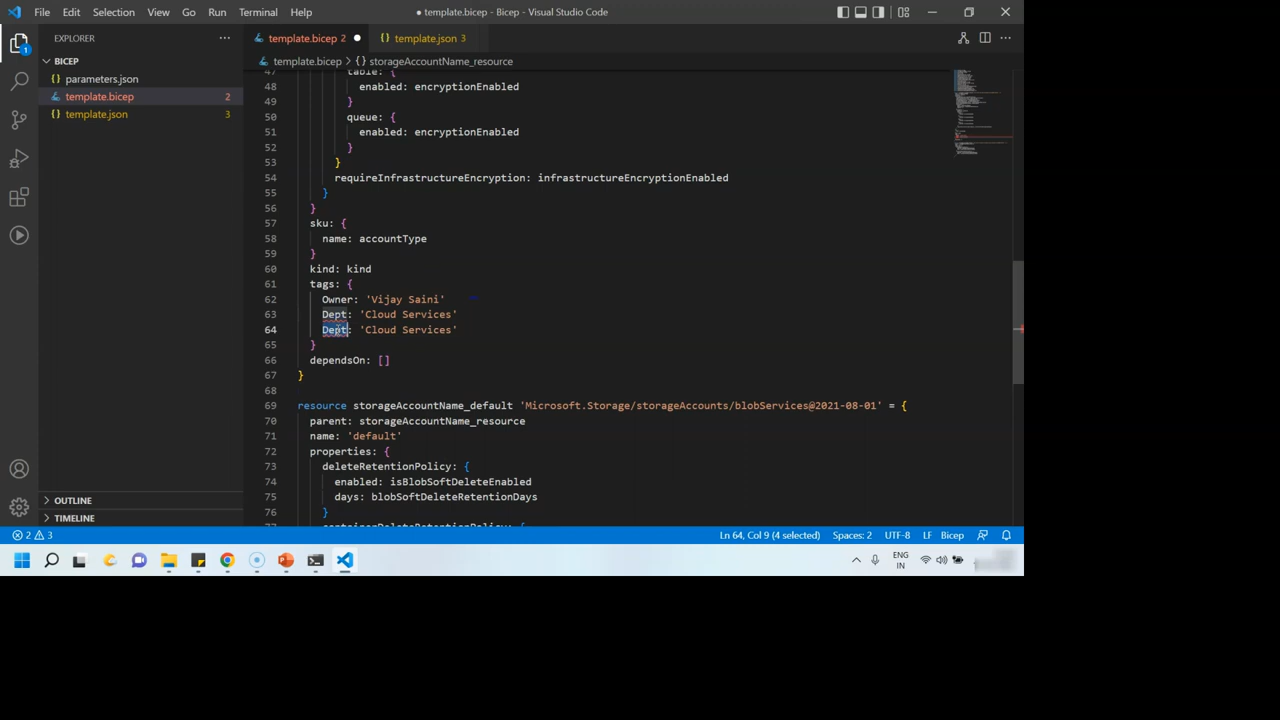 File Edit Selection View Go Run Terminal Help
● template.bicep - Bicep - Visual Studio Code
EXPLORER
template.bicep 2
template.json 3
BICEP
template.bicep > {} storageAccountName_resource
1
parameters.json
template.bicep 2
template.json 3
47 table: {
48 enabled: encryptionEnabled
49 }
50 queue: {
51 enabled: encryptionEnabled
52 }
53 }
54 requireInfrastructureEncryption: infrastructureEncryptionEnabled
55 }
56 }
57 sku: {
58 name: accountType
59 }
60 kind: kind
61 tags: {
62 Owner: 'Vijay Saini'
63 Dept: 'Cloud Services'
64 Dept: 'Cloud Services'
65 }
66 dependsOn: []
67 }
68
69 resource storageAccountName_default 'Microsoft.Storage/storageAccounts/blobServices@2021-08-01' = {
70 parent: storageAccountName_resource
71 name: 'default'
72 properties: {
73 deleteRetentionPolicy: {
74 enabled: isBlobSoftDeleteEnabled
75 days: blobSoftDeleteRetentionDays
76 }
77 containerDeleteRetentionPolicy: {
OUTLINE
TIMELINE
2 3
Ln 64, Col 9 (4 selected) Spaces: 2 UTF-8 LF Bicep
ENG
IN